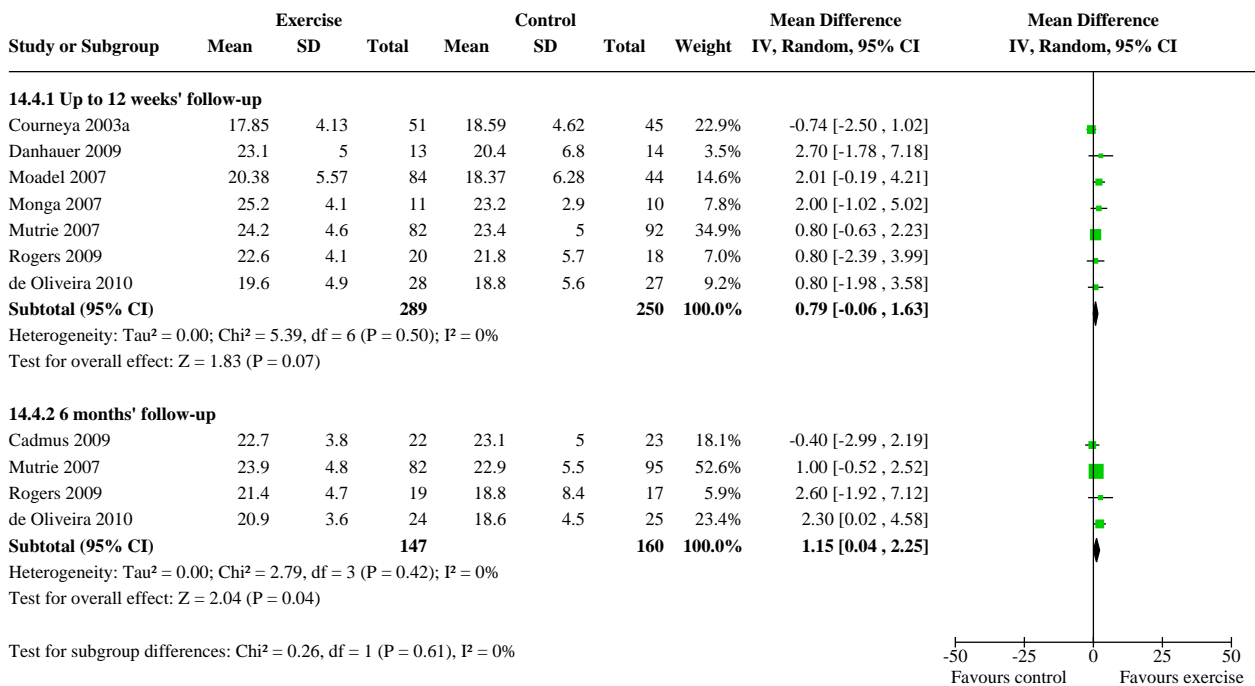 Exercise Control Mean Difference Mean Difference
Study or Subgroup Mean SD Total Mean SD Total Weight IV, Random, 95% CI IV, Random, 95% CI
14.4.1 Up to 12 weeks' follow-up
Courneya 2003a 17.85 4.13 51 18.59 4.62 45 22.9% -0.74 [-2.50 , 1.02]
Danhauer 2009 23.1 5 13 20.4 6.8 14 3.5% 2.70 [-1.78 , 7.18]
Moadel 2007 20.38 5.57 84 18.37 6.28 44 14.6% 2.01 [-0.19 , 4.21]
Monga 2007 25.2 4.1 11 23.2 2.9 10 7.8% 2.00 [-1.02 , 5.02]
Mutrie 2007 24.2 4.6 82 23.4 5 92 34.9% 0.80 [-0.63 , 2.23]
Rogers 2009 22.6 4.1 20 21.8 5.7 18 7.0% 0.80 [-2.39 , 3.99]
de Oliveira 2010 19.6 4.9 28 18.8 5.6 27 9.2% 0.80 [-1.98 , 3.58]
Subtotal (95% CI) 289 250 100.0% 0.79 [-0.06 , 1.63]
Heterogeneity: Tau² = 0.00; Chi² = 5.39, df = 6 (P = 0.50); I² = 0%
Test for overall effect: Z = 1.83 (P = 0.07)
14.4.2 6 months' follow-up
Cadmus 2009 22.7 3.8 22 23.1 5 23 18.1% -0.40 [-2.99 , 2.19]
Mutrie 2007 23.9 4.8 82 22.9 5.5 95 52.6% 1.00 [-0.52 , 2.52]
Rogers 2009 21.4 4.7 19 18.8 8.4 17 5.9% 2.60 [-1.92 , 7.12]
de Oliveira 2010 20.9 3.6 24 18.6 4.5 25 23.4% 2.30 [0.02 , 4.58]
Subtotal (95% CI) 147 160 100.0% 1.15 [0.04 , 2.25]
Heterogeneity: Tau² = 0.00; Chi² = 2.79, df = 3 (P = 0.42); I² = 0%
Test for overall effect: Z = 2.04 (P = 0.04)
Test for subgroup differences: Chi² = 0.26, df = 1 (P = 0.61), I² = 0%
-50 -25 0 25 50
Favours control Favours exercise